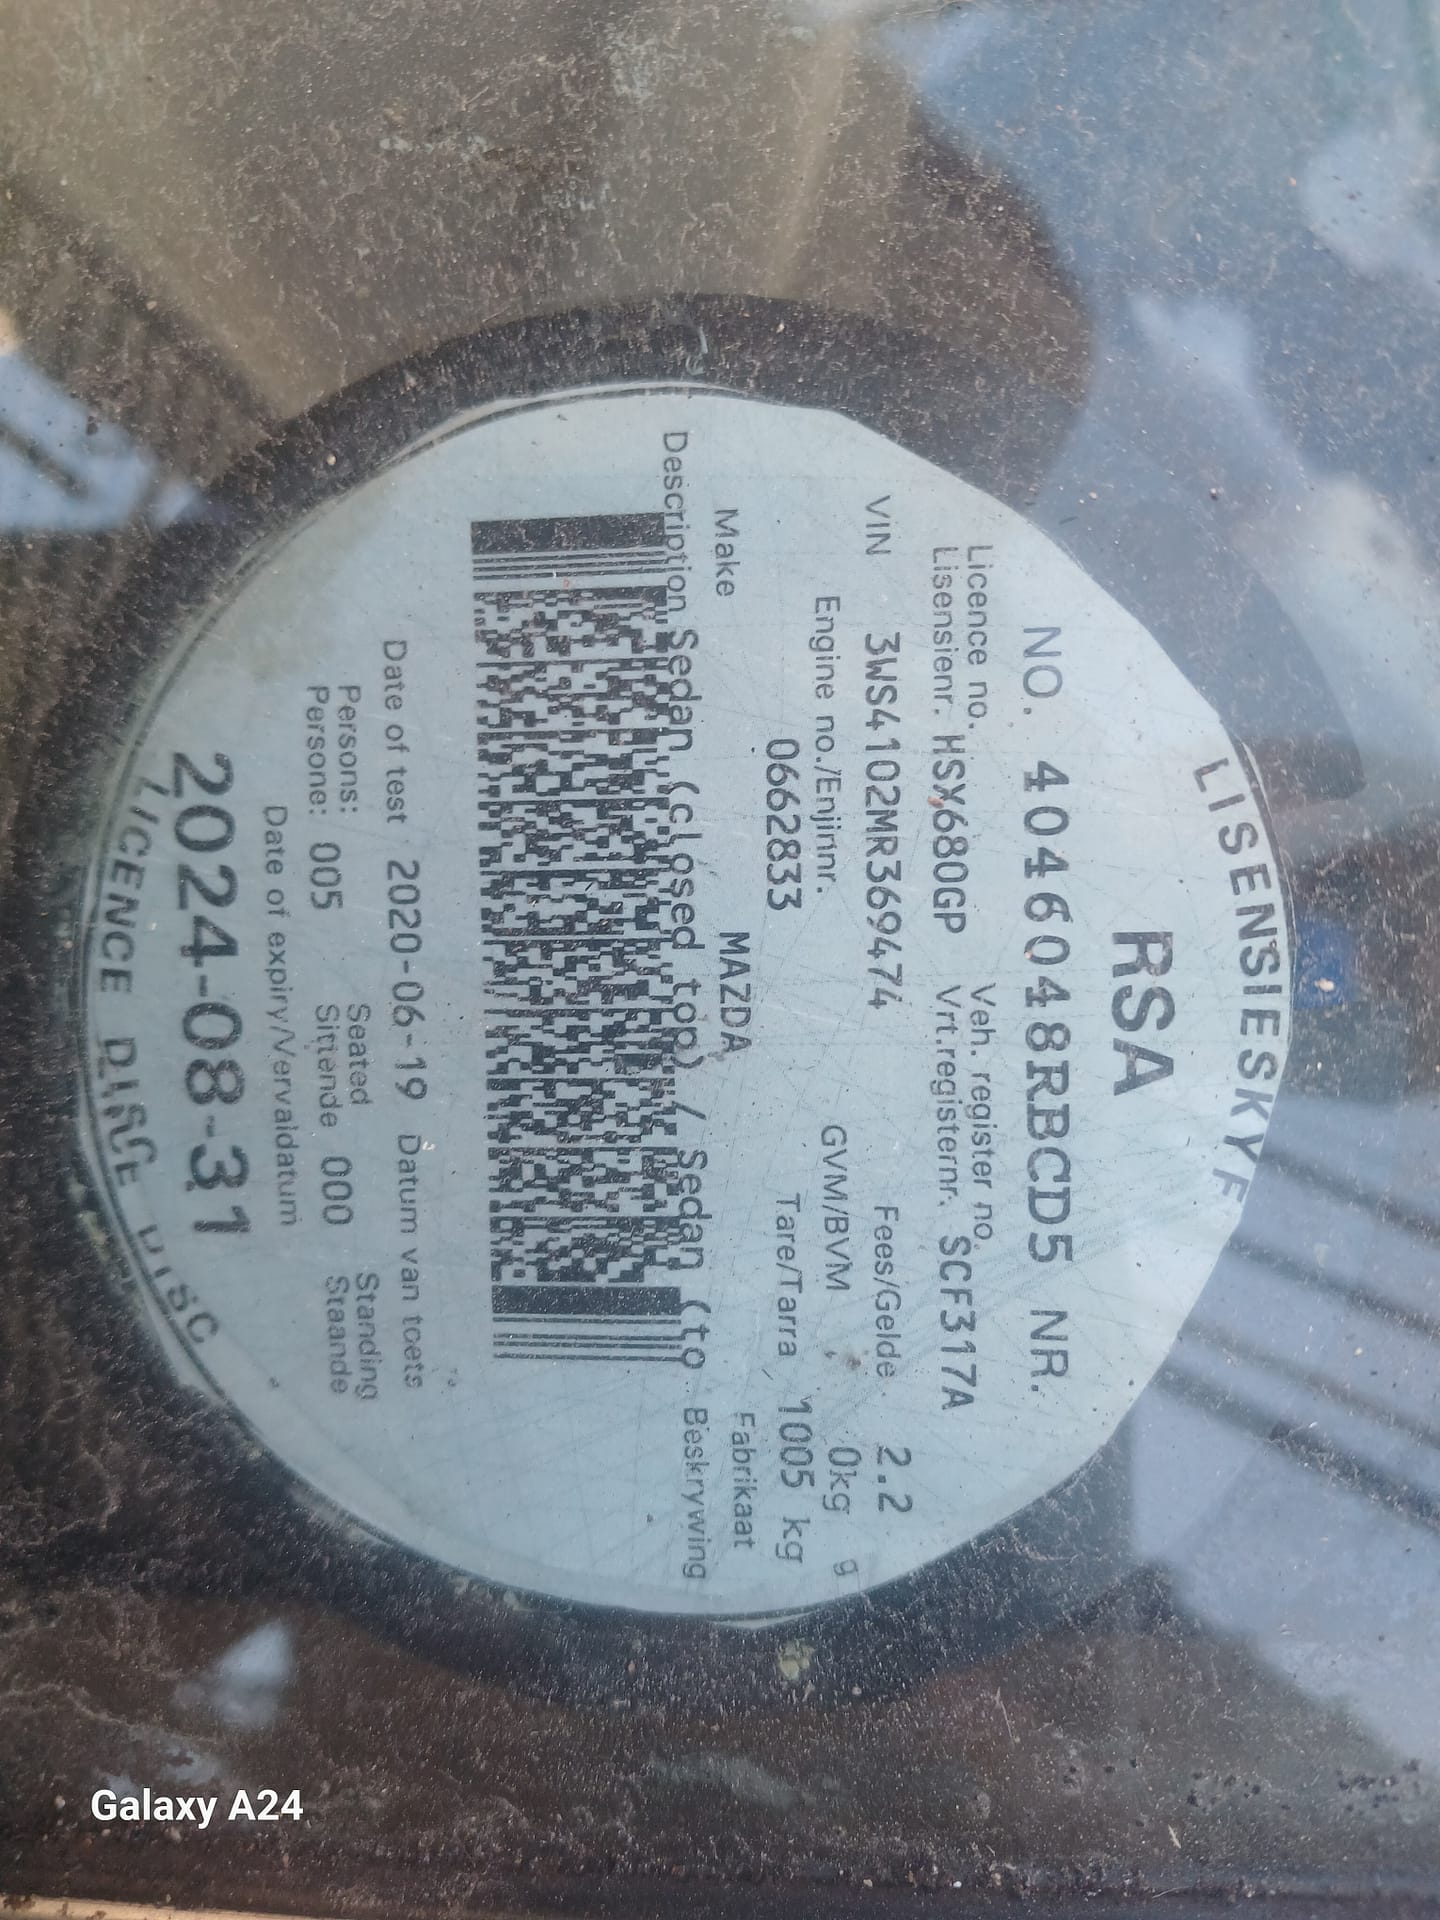 LISENSIESKYF
RSA
NO. 4046048RBCD5 NR.
Licence no. Veh. register no.
Lisensienr. HSX680GP Vrt.registernr. SCF317A
VIN 3WS4102MR369474 Fees/Gelde 2.2
Engine no./Enjinnr. GVM/BVM 0kg g
0662833 Tare/Tarra 1005 kg
Make MAZDA Fabrikaat
Description Sedan (closed top) / Sedan (to Beskrywing
Date of test 2020-06-19 Datum van toets
Persons: Seated Standing
Persone: 005 Sittende 000 Staande
Date of expiry/Vervaldatum
2024-08-31
LICENCE DISC DISC
Galaxy A24